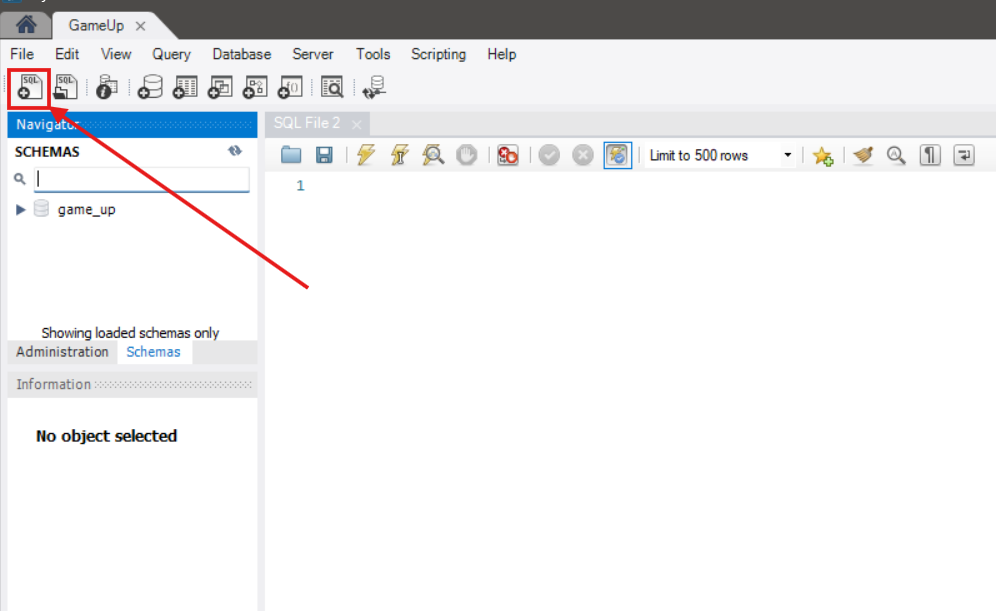 GameUp
File Edit View Query Database Server Tools Scripting Help
SQL SQL
Navigator
SQL File 2
SCHEMAS
Limit to 500 rows
1
game_up
Showing loaded schemas only
Administration Schemas
Information
No object selected